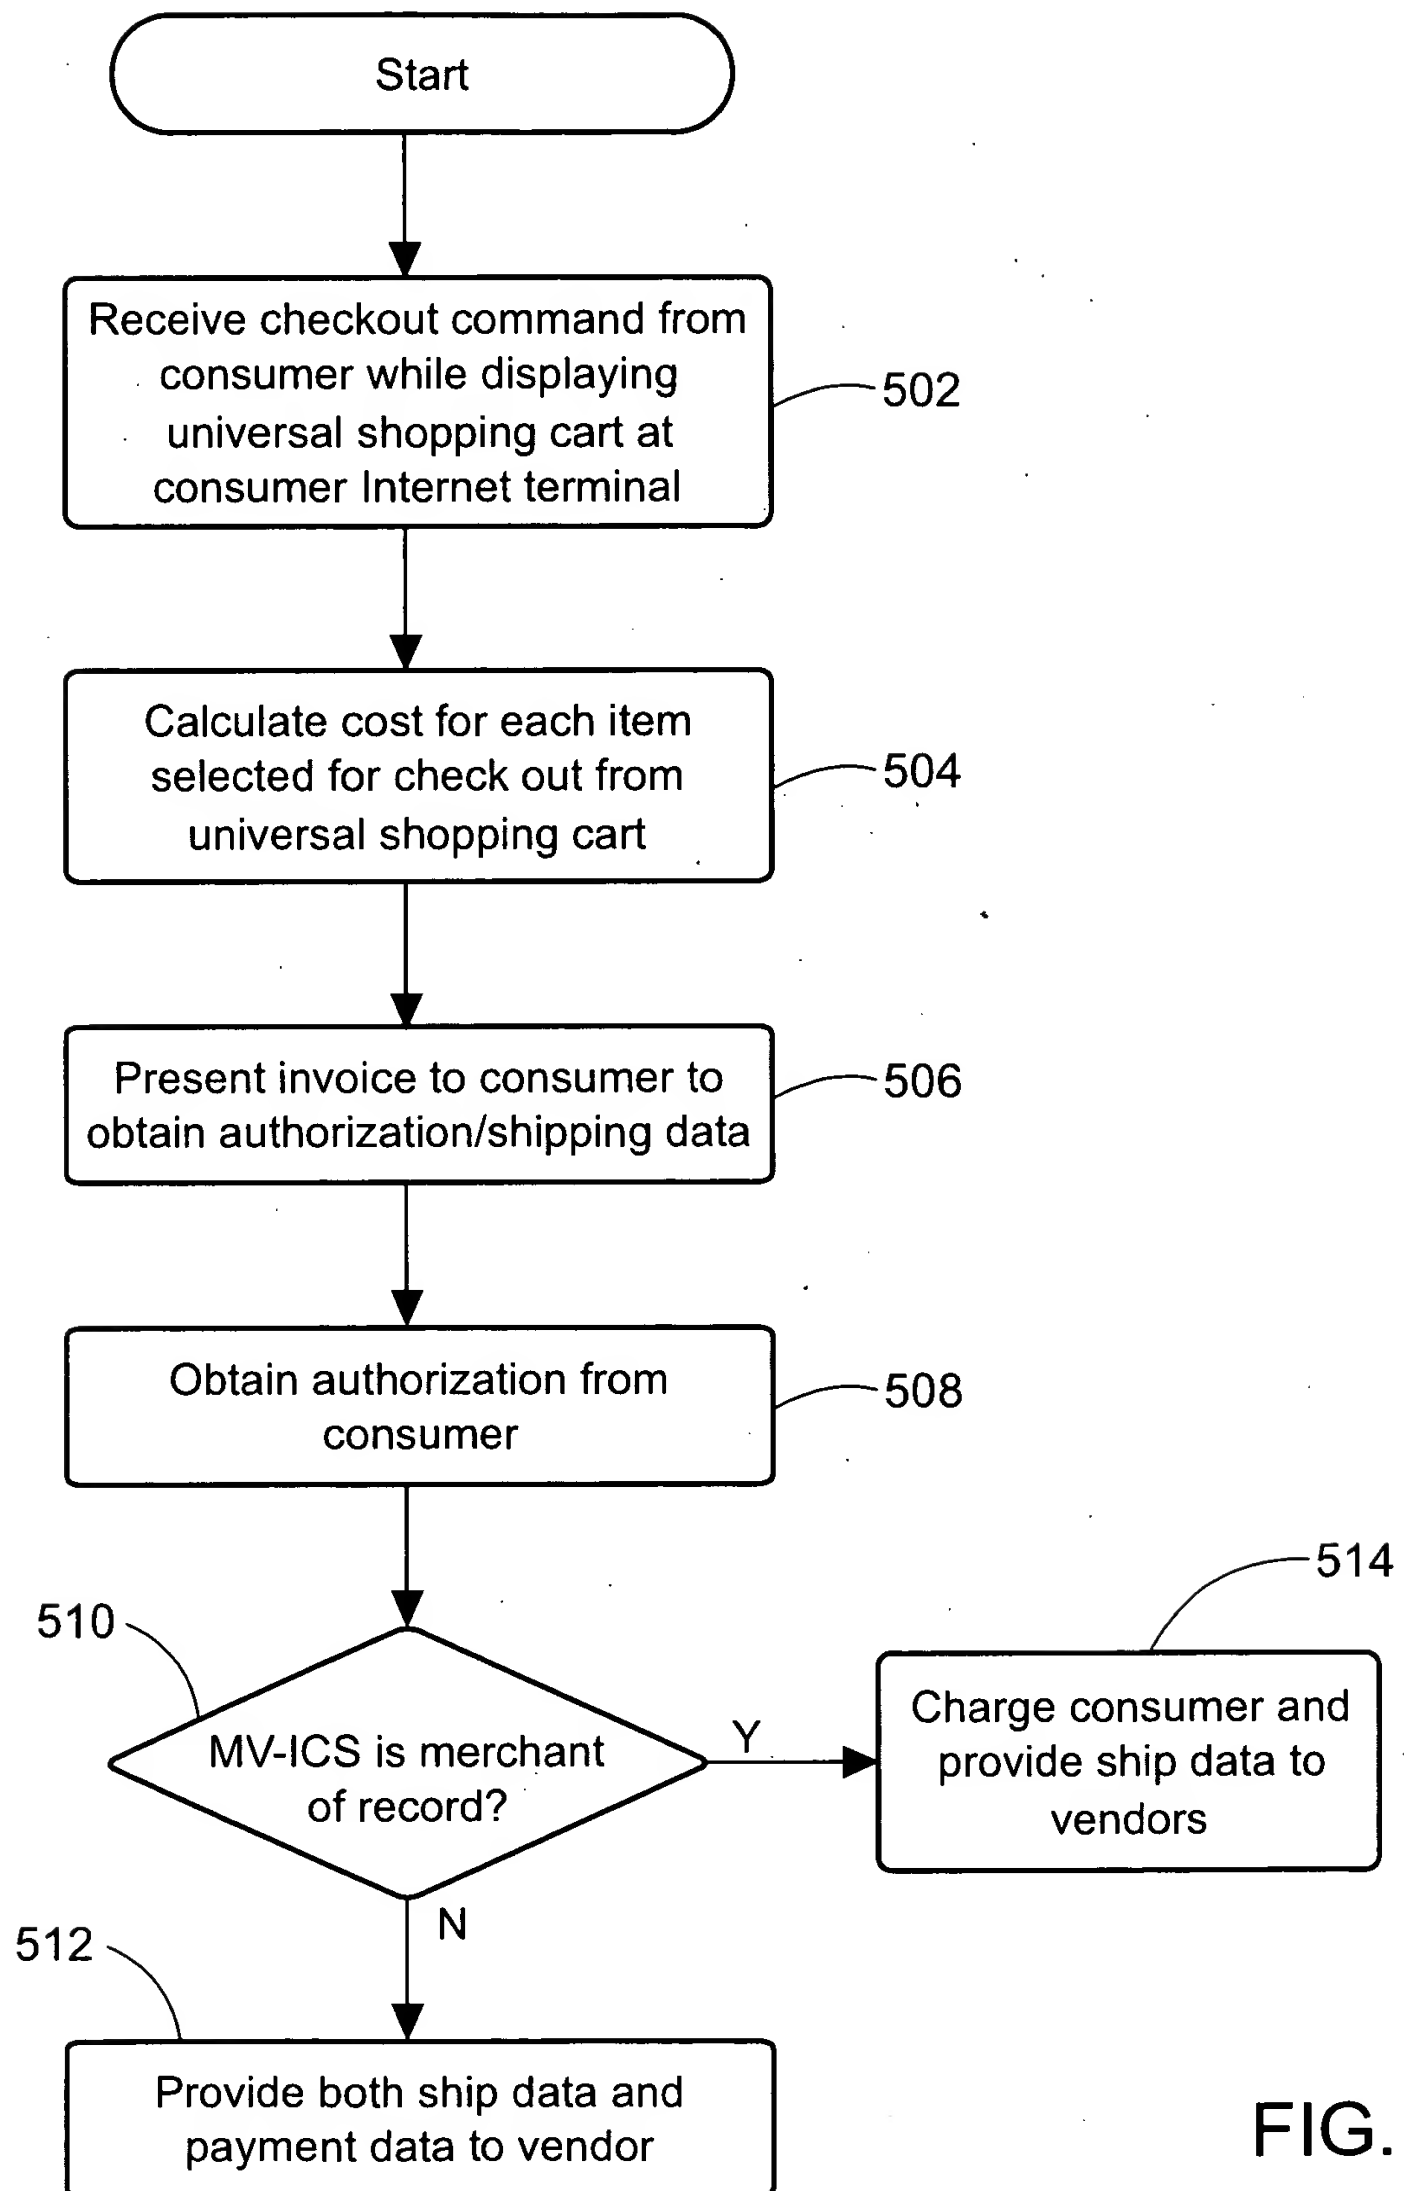 Start
Receive checkout command from
consumer while displaying
universal shopping cart at
consumer Internet terminal
502
Calculate cost for each item
selected for check out from
universal shopping cart
504
Present invoice to consumer to
obtain authorization/shipping data
506
Obtain authorization from
consumer
508
514
510
MV-ICS is merchant
of record?
Y
Charge consumer and
provide ship data to
vendors
N
512
Provide both ship data and
payment data to vendor
FIG.